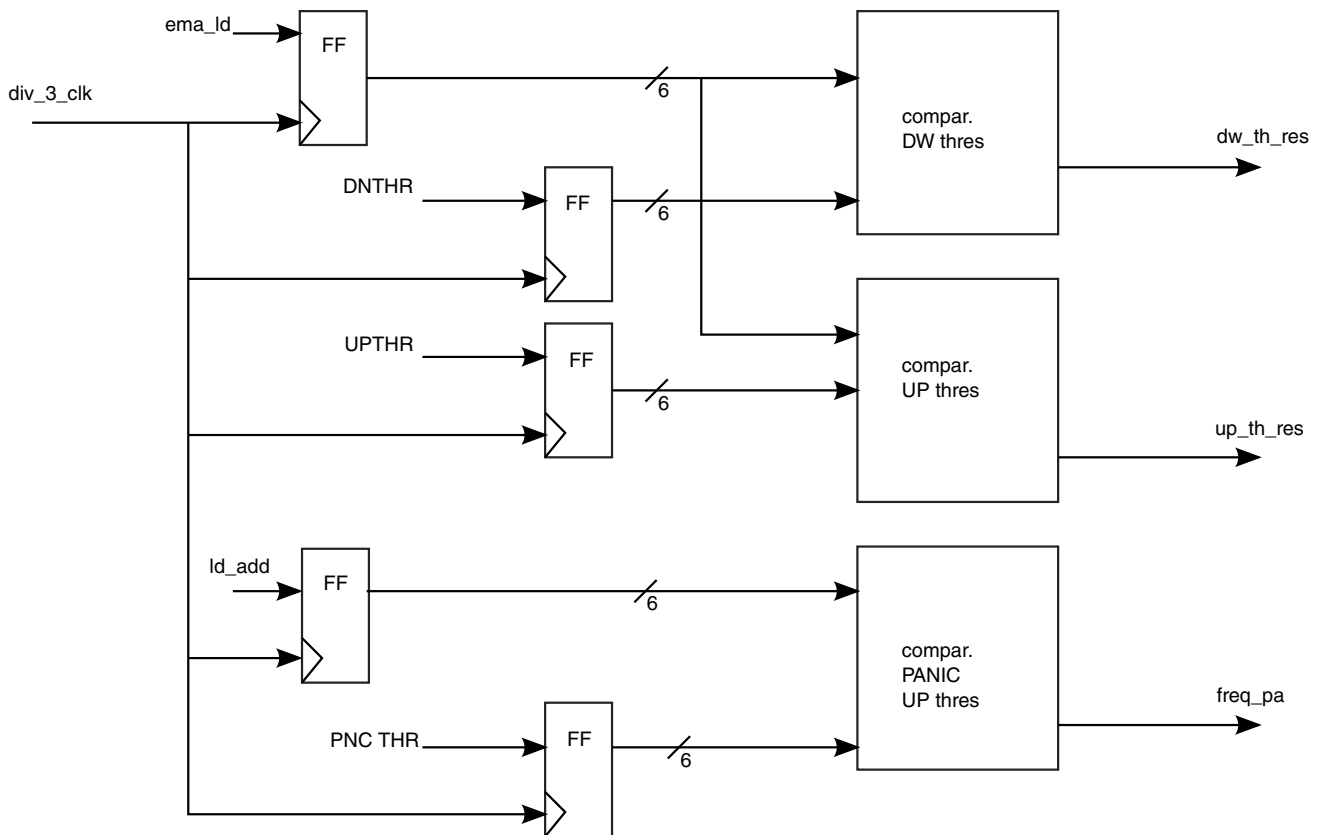 ema_ld
FF
div_3_clk
6
compar.
DW thres
dw_th_res
DNTHR
FF
6
UPTHR
FF
6
compar.
UP thres
up_th_res
ld_add
FF
6
compar.
PANIC
UP thres
freq_pa
PNC THR
FF
6